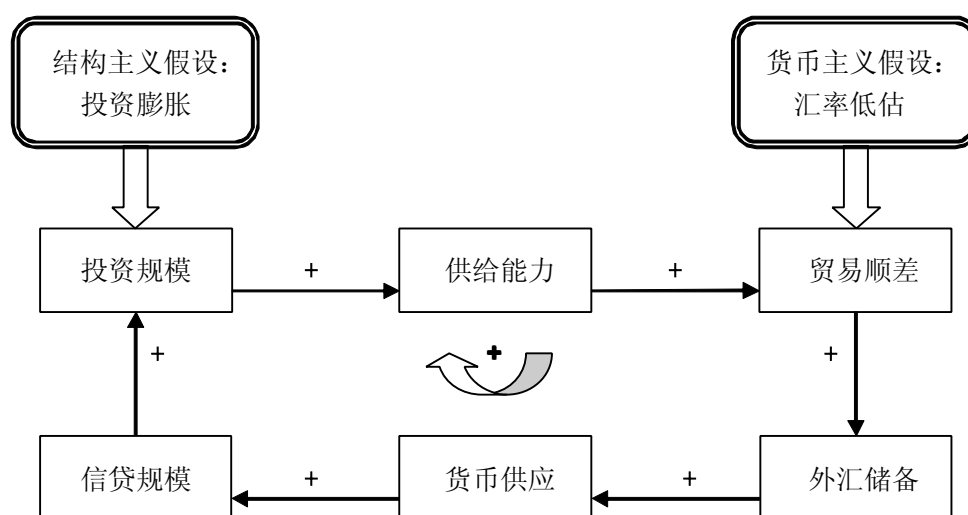 结构主义假设：
投资膨胀
货币主义假设：
汇率低估
投资规模
+
供给能力
+
贸易顺差
+
+
+
信贷规模
+
货币供应
+
外汇储备